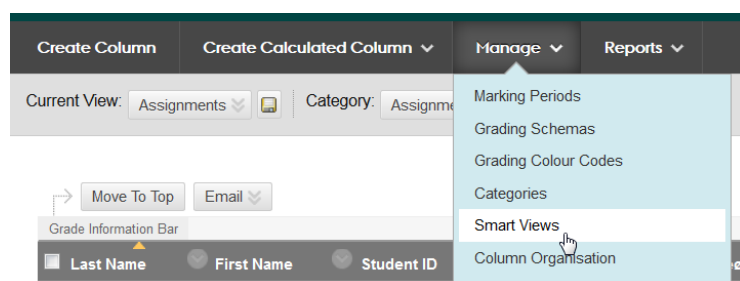 Create Column Create Calculated Column Manage Reports
Current View: Assignments Category:
Marking Periods
Grading Schemas
Grading Colour Codes
Categories
Smart Views
Column Organisation
Move To Top Email
Grade Information Bar
Last Name First Name Student ID